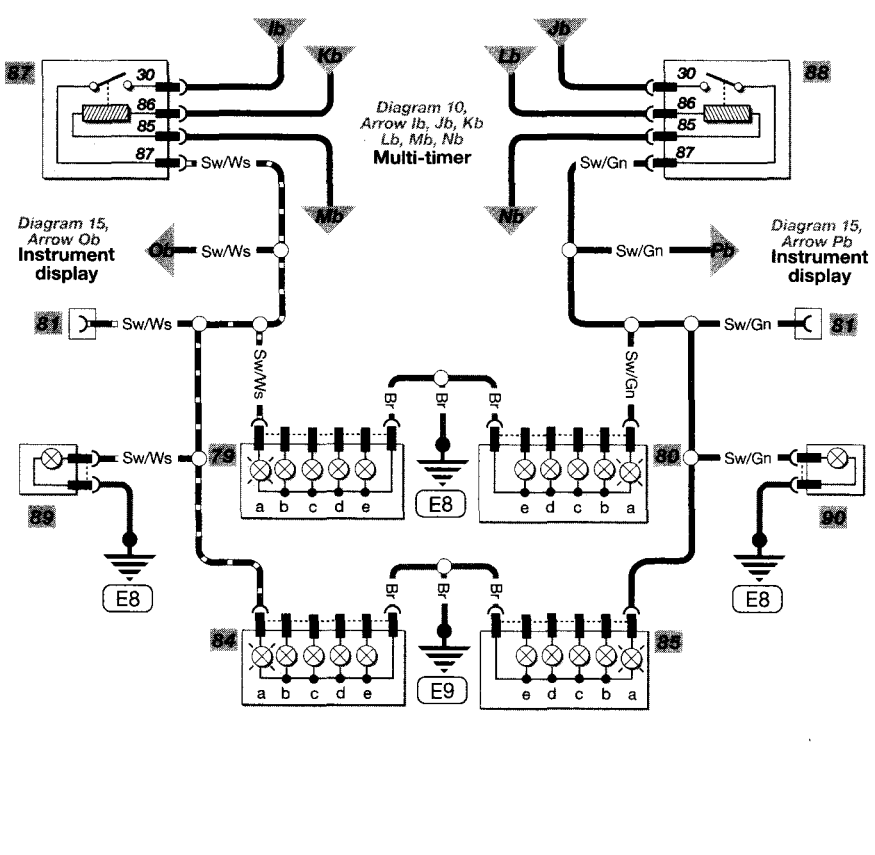 Ib
Jb
Kb
Lb
87
30
86
85
87
Sw/Ws
Diagram 10,
Arrow Ib, Jb, Kb
Lb, Mb, Nb
Multi-timer
30
86
85
87
88
Sw/Gn
Mb
Nb
Diagram 15,
Arrow Ob
Instrument
display
Ob
Sw/Ws
Sw/Gn
Pb
Diagram 15,
Arrow Pb
Instrument
display
81
Sw/Ws
Sw/Gn
81
Sw/Ws
Br
Br
Sw/Gn
Sw/Ws
79
80
Sw/Gn
a b c d e
E8
e d c b a
89
90
E8
E8
Br
Br
84
85
a b c d e
E9
e d c b a